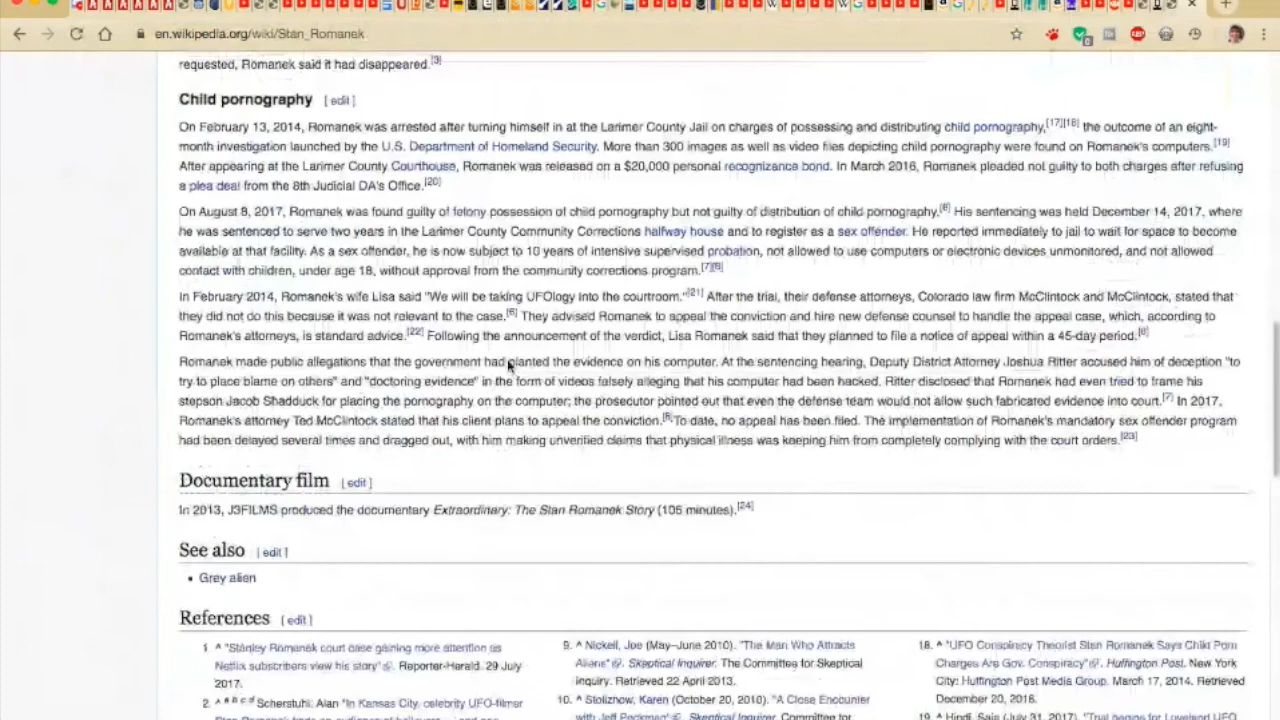 en.wikipedia.org/wiki/Stan_Romanek
requested, Romanek said it had disappeared.[3]
Child pornography [ edit ]
On February 13, 2014, Romanek was arrested after turning himself in at the Larimer County Jail on charges of possessing and distributing child pornography,[17][18] the outcome of an eight-
month investigation launched by the U.S. Department of Homeland Security. More than 300 images as well as video files depicting child pornography were found on Romanek's computers.[19]
After appearing at the Larimer County Courthouse, Romanek was released on a $20,000 personal recognizance bond. In March 2016, Romanek pleaded not guilty to both charges after refusing
a plea deal from the 8th Judicial DA's Office.[20]
On August 8, 2017, Romanek was found guilty of felony possession of child pornography but not guilty of distribution of child pornography.[6] His sentencing was held December 14, 2017, where
he was sentenced to serve two years in the Larimer County Community Corrections halfway house and to register as a sex offender. He reported immediately to jail to wait for space to become
available at that facility. As a sex offender, he is now subject to 10 years of intensive supervised probation, not allowed to use computers or electronic devices unmonitored, and not allowed
contact with children, under age 18, without approval from the community corrections program.[7][8]
In February 2014, Romanek's wife Lisa said "We will be taking UFOlogy into the courtroom."[21] After the trial, their defense attorneys, Colorado law firm McClintock and McClintock, stated that
they did not do this because it was not relevant to the case.[6] They advised Romanek to appeal the conviction and hire new defense counsel to handle the appeal case, which, according to
Romanek's attorneys, is standard advice.[22] Following the announcement of the verdict, Lisa Romanek said that they planned to file a notice of appeal within a 45-day period.[6]
Romanek made public allegations that the government had planted the evidence on his computer. At the sentencing hearing, Deputy District Attorney Joshua Ritter accused him of deception "to
try to place blame on others" and "doctoring evidence" in the form of videos falsely alleging that his computer had been hacked. Ritter disclosed that Romanek had even tried to frame his
stepson Jacob Shadduck for placing the pornography on the computer; the prosecutor pointed out that even the defense team would not allow such fabricated evidence into court.[7] In 2017,
Romanek's attorney Ted McClintock stated that his client plans to appeal the conviction.[8] To date, no appeal has been filed. The implementation of Romanek's mandatory sex offender program
had been delayed several times and dragged out, with him making unverified claims that physical illness was keeping him from completely complying with the court orders.[23]
Documentary film [ edit ]
In 2013, J3FILMS produced the documentary Extraordinary: The Stan Romanek Story (105 minutes).[24]
See also [ edit ]
• Grey alien
References [ edit ]
1. ^ "Stanley Romanek court case gaining more attention as
Netflix subscribers view his story". Reporter-Herald. 29 July
2017.
2. ^ a b c d Scherstuhl, Alan "In Kansas City, celebrity UFO-filmer
9. ^ Nickell, Joe (May–June 2010). "The Man Who Attracts
Aliens". Skeptical Inquirer. The Committee for Skeptical
Inquiry. Retrieved 22 April 2013.
10. ^ Stollznow, Karen (October 20, 2010). "A Close Encounter
with Jeff Peckman". Skeptical Inquirer. Committee for
18. ^ "UFO Conspiracy Theorist Stan Romanek Says Child Porn
Charges Are Gov. Conspiracy". Huffington Post. New York
City: Huffington Post Media Group. March 17, 2014. Retrieved
December 20, 2016.
19. ^ Hindi, Saja (July 31, 2017). "Trial begins for Loveland UFO